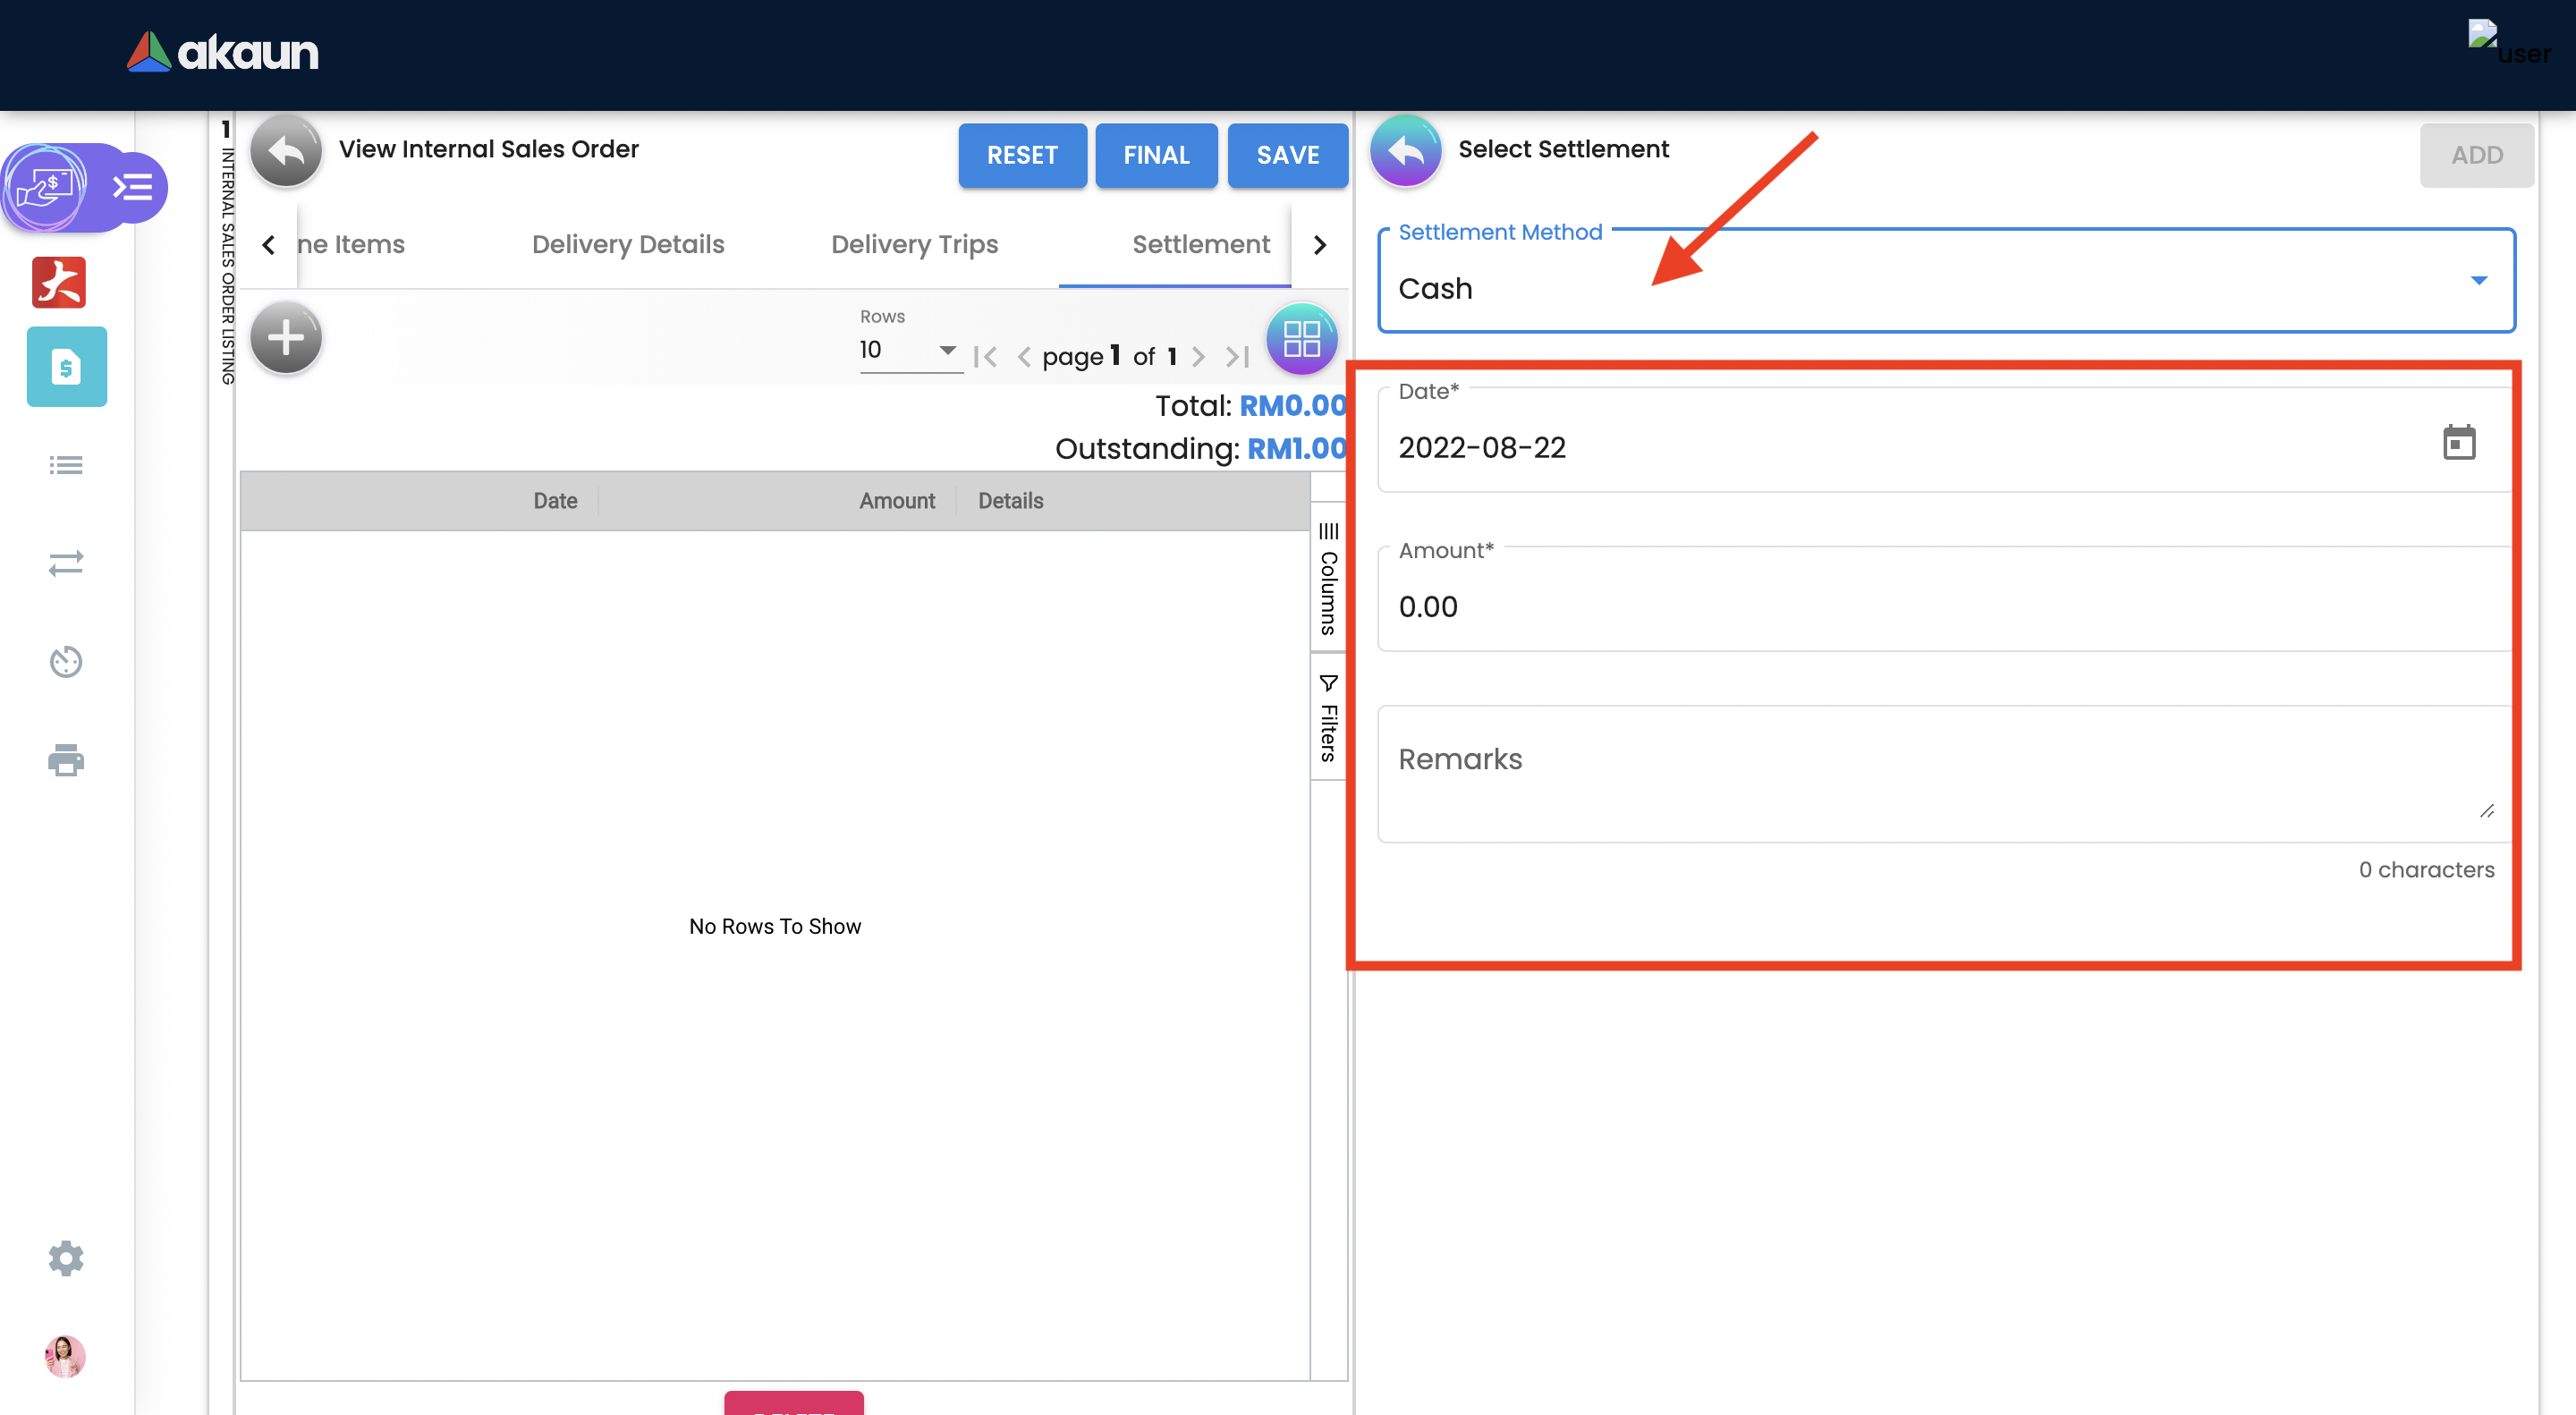 akaun
user
1 INTERNAL SALES ORDER LISTING
View Internal Sales Order
RESET
FINAL
SAVE
ne Items
Delivery Details
Delivery Trips
Settlement
Rows
10
page 1 of 1
Total: RM0.00
Outstanding: RM1.00
Date
Amount
Details
Columns
Filters
No Rows To Show
Select Settlement
ADD
Settlement Method
Cash
Date*
2022-08-22
Amount*
0.00
Remarks
0 characters